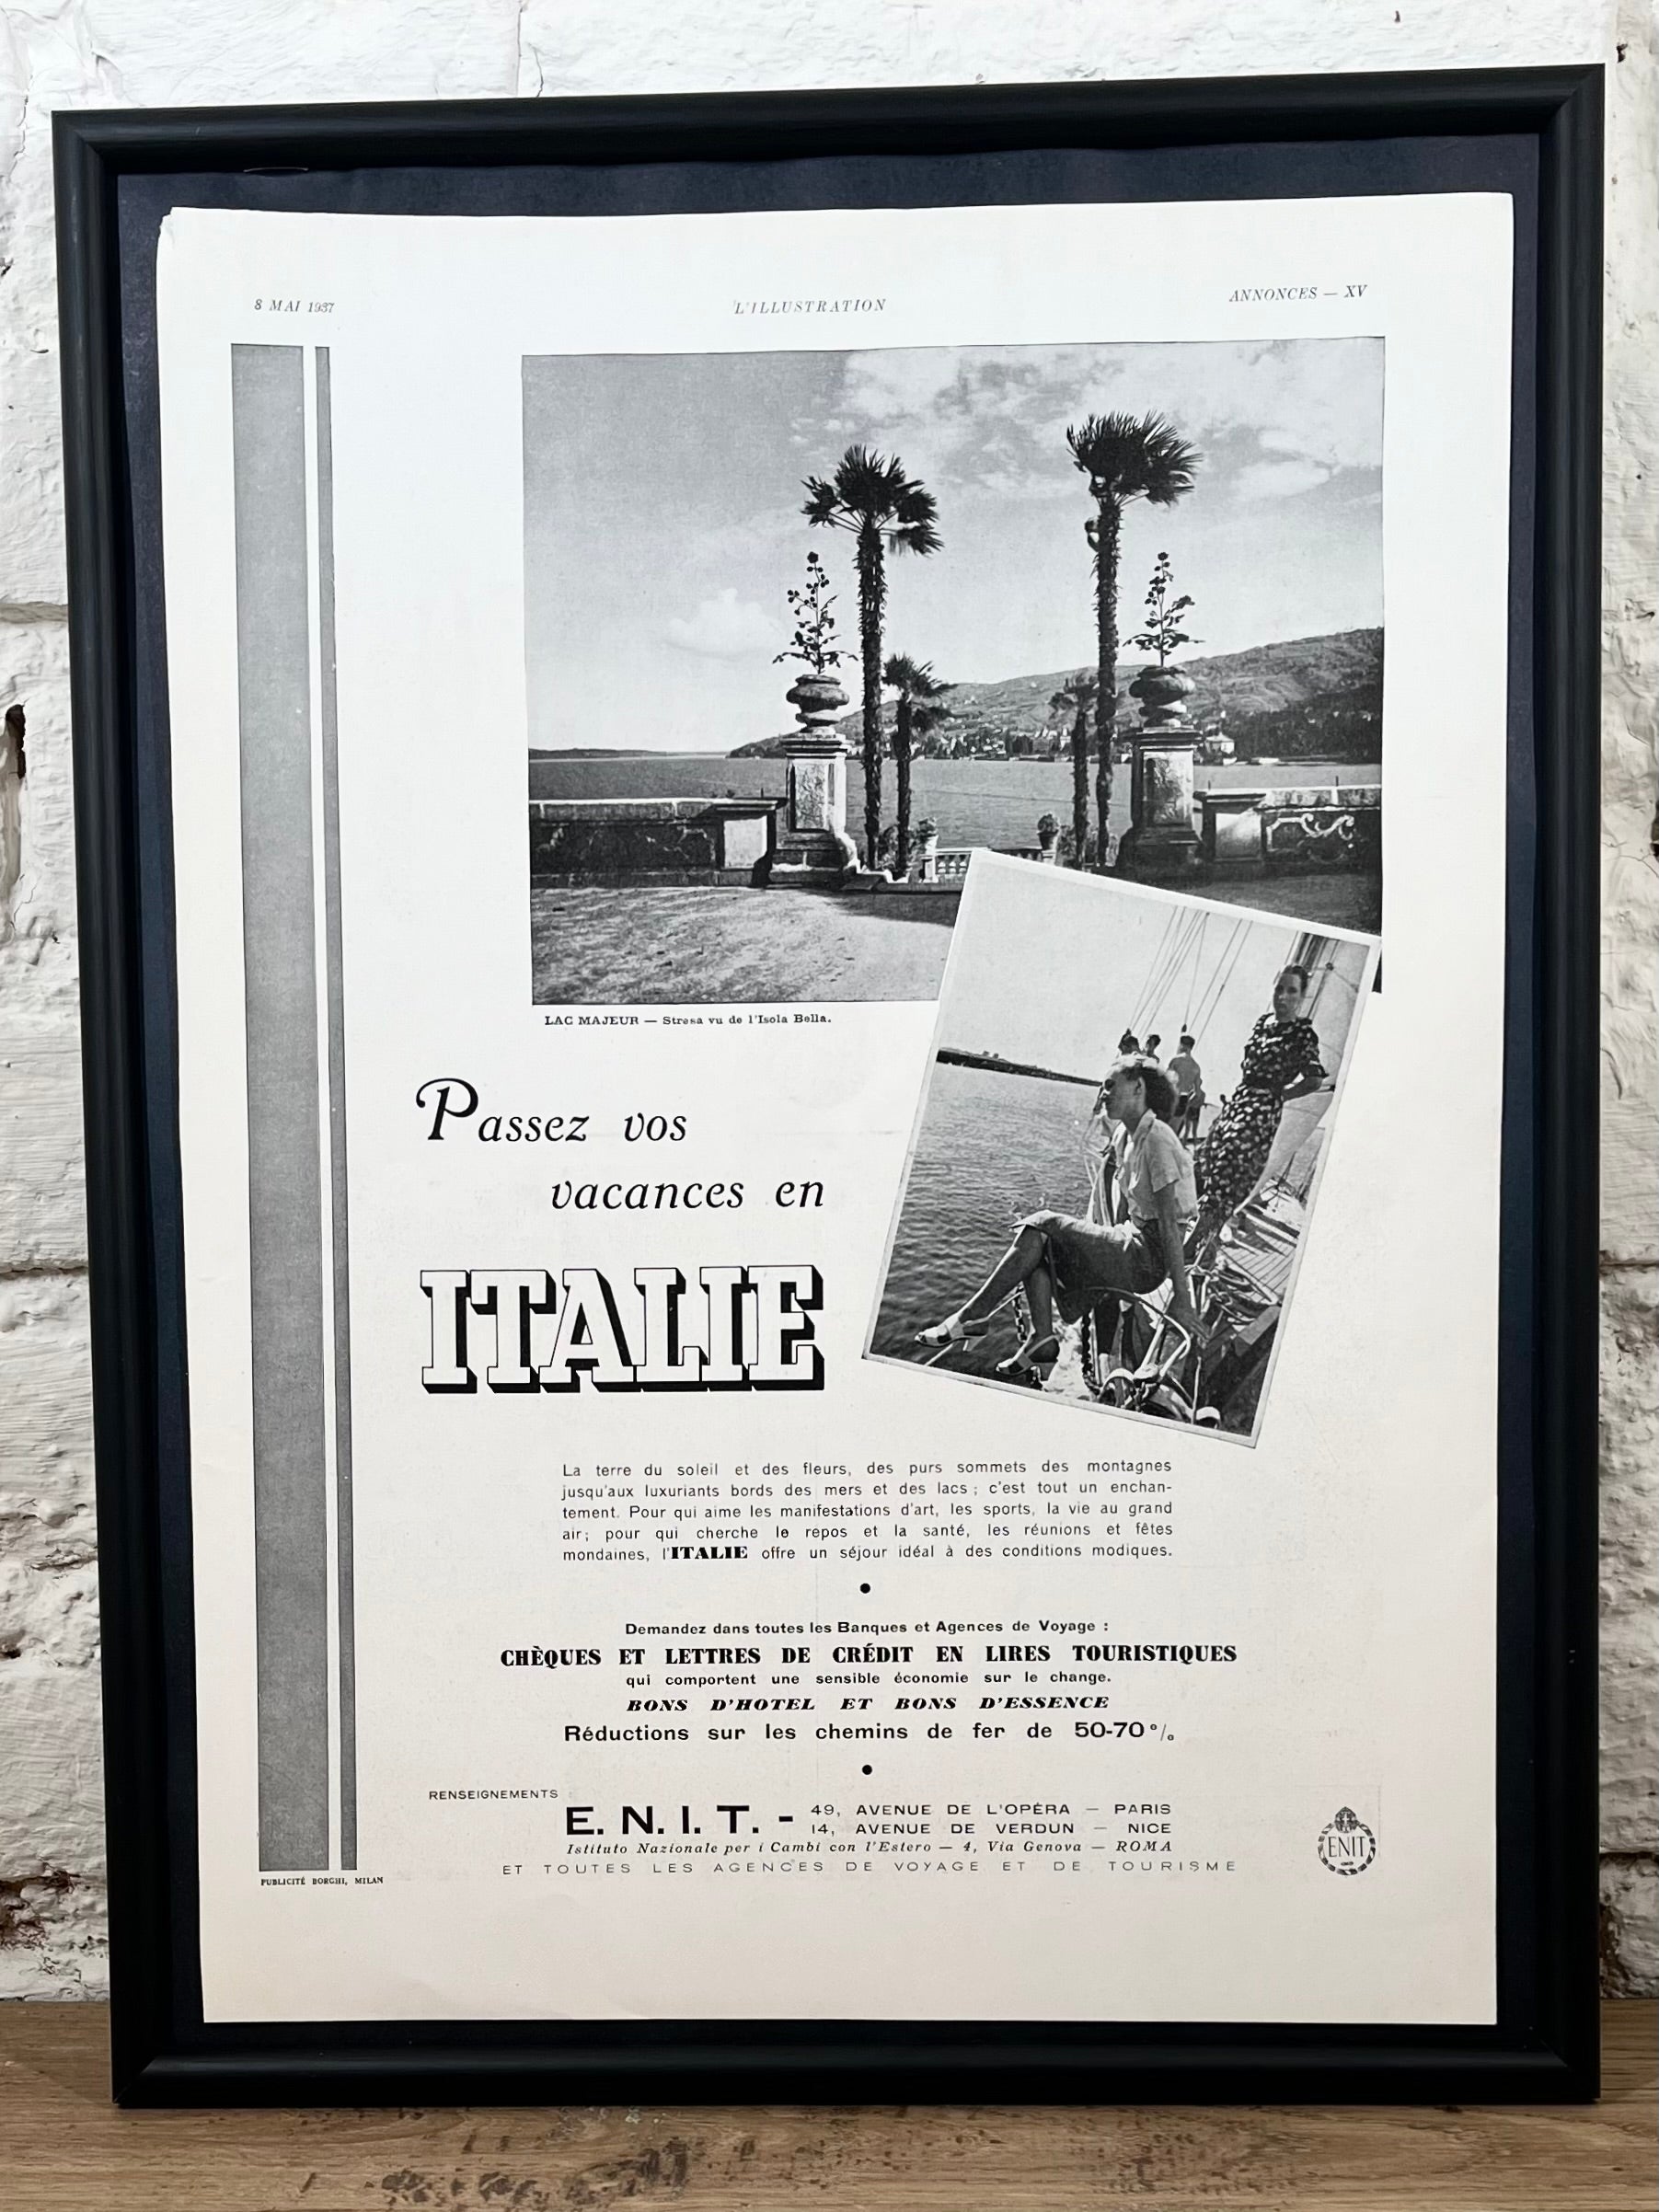 8 MAI 1937
L'ILLUSTRATION
ANNONCES — XV
LAC MAJEUR — Stresa vu de l'Isola Bella.
Passez vos
vacances en
ITALIE
La terre du soleil et des fleurs, des purs sommets des montagnes
jusqu'aux luxuriants bords des mers et des lacs ; c'est tout un enchan-
tement. Pour qui aime les manifestations d'art, les sports, la vie au grand
air; pour qui cherche le repos et la santé, les réunions et fêtes
mondaines, l'ITALIE offre un séjour idéal à des conditions modiques.
Demandez dans toutes les Banques et Agences de Voyage :
CHÈQUES ET LETTRES DE CRÉDIT EN LIRES TOURISTIQUES
qui comportent une sensible économie sur le change.
BONS D'HOTEL ET BONS D'ESSENCE
Réductions sur les chemins de fer de 50-70 %
RENSEIGNEMENTS
E. N. I. T. - 49, AVENUE DE L'OPÉRA — PARIS
14, AVENUE DE VERDUN — NICE
Istituto Nazionale per i Cambi con l'Estero — 4, Via Genova — ROMA
ET TOUTES LES AGENCES DE VOYAGE ET DE TOURISME
ENIT
PUBLICITÉ BORGHI, MILAN